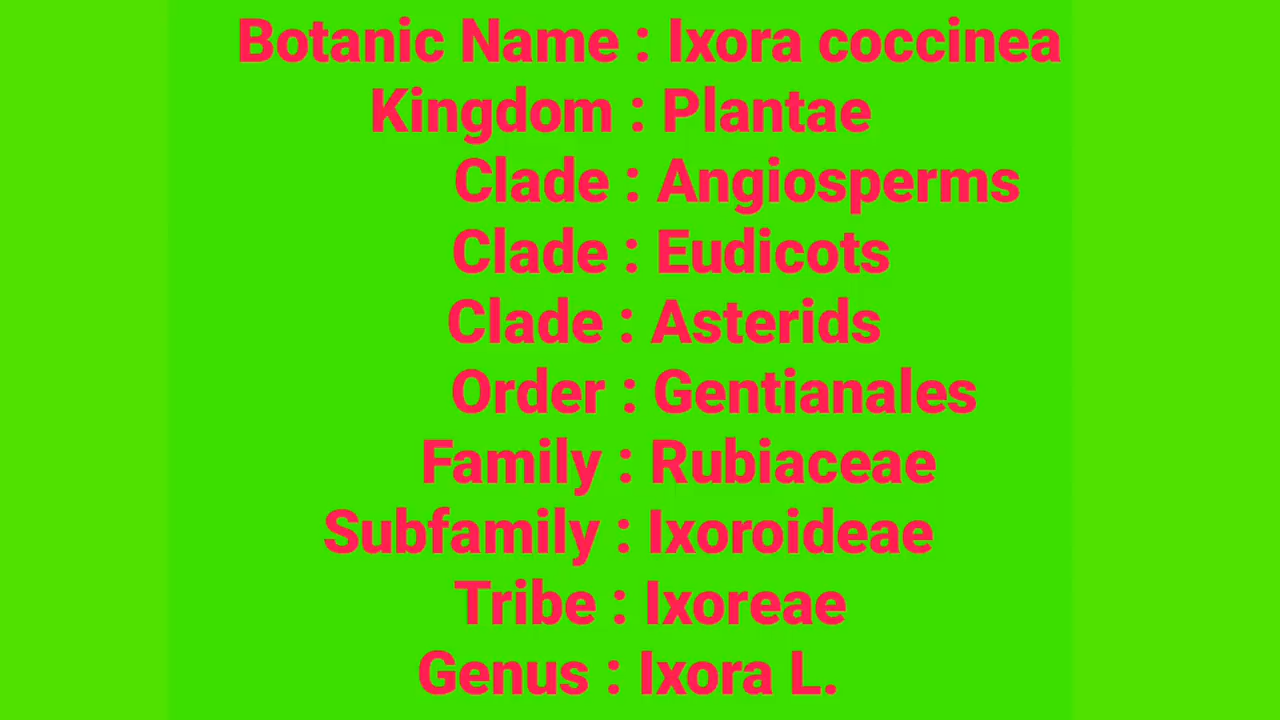 Botanic Name : Ixora coccinea
Kingdom : Plantae
Clade : Angiosperms
Clade : Eudicots
Clade : Asterids
Order : Gentianales
Family : Rubiaceae
Subfamily : Ixoroideae
Tribe : Ixoreae
Genus : Ixora L.